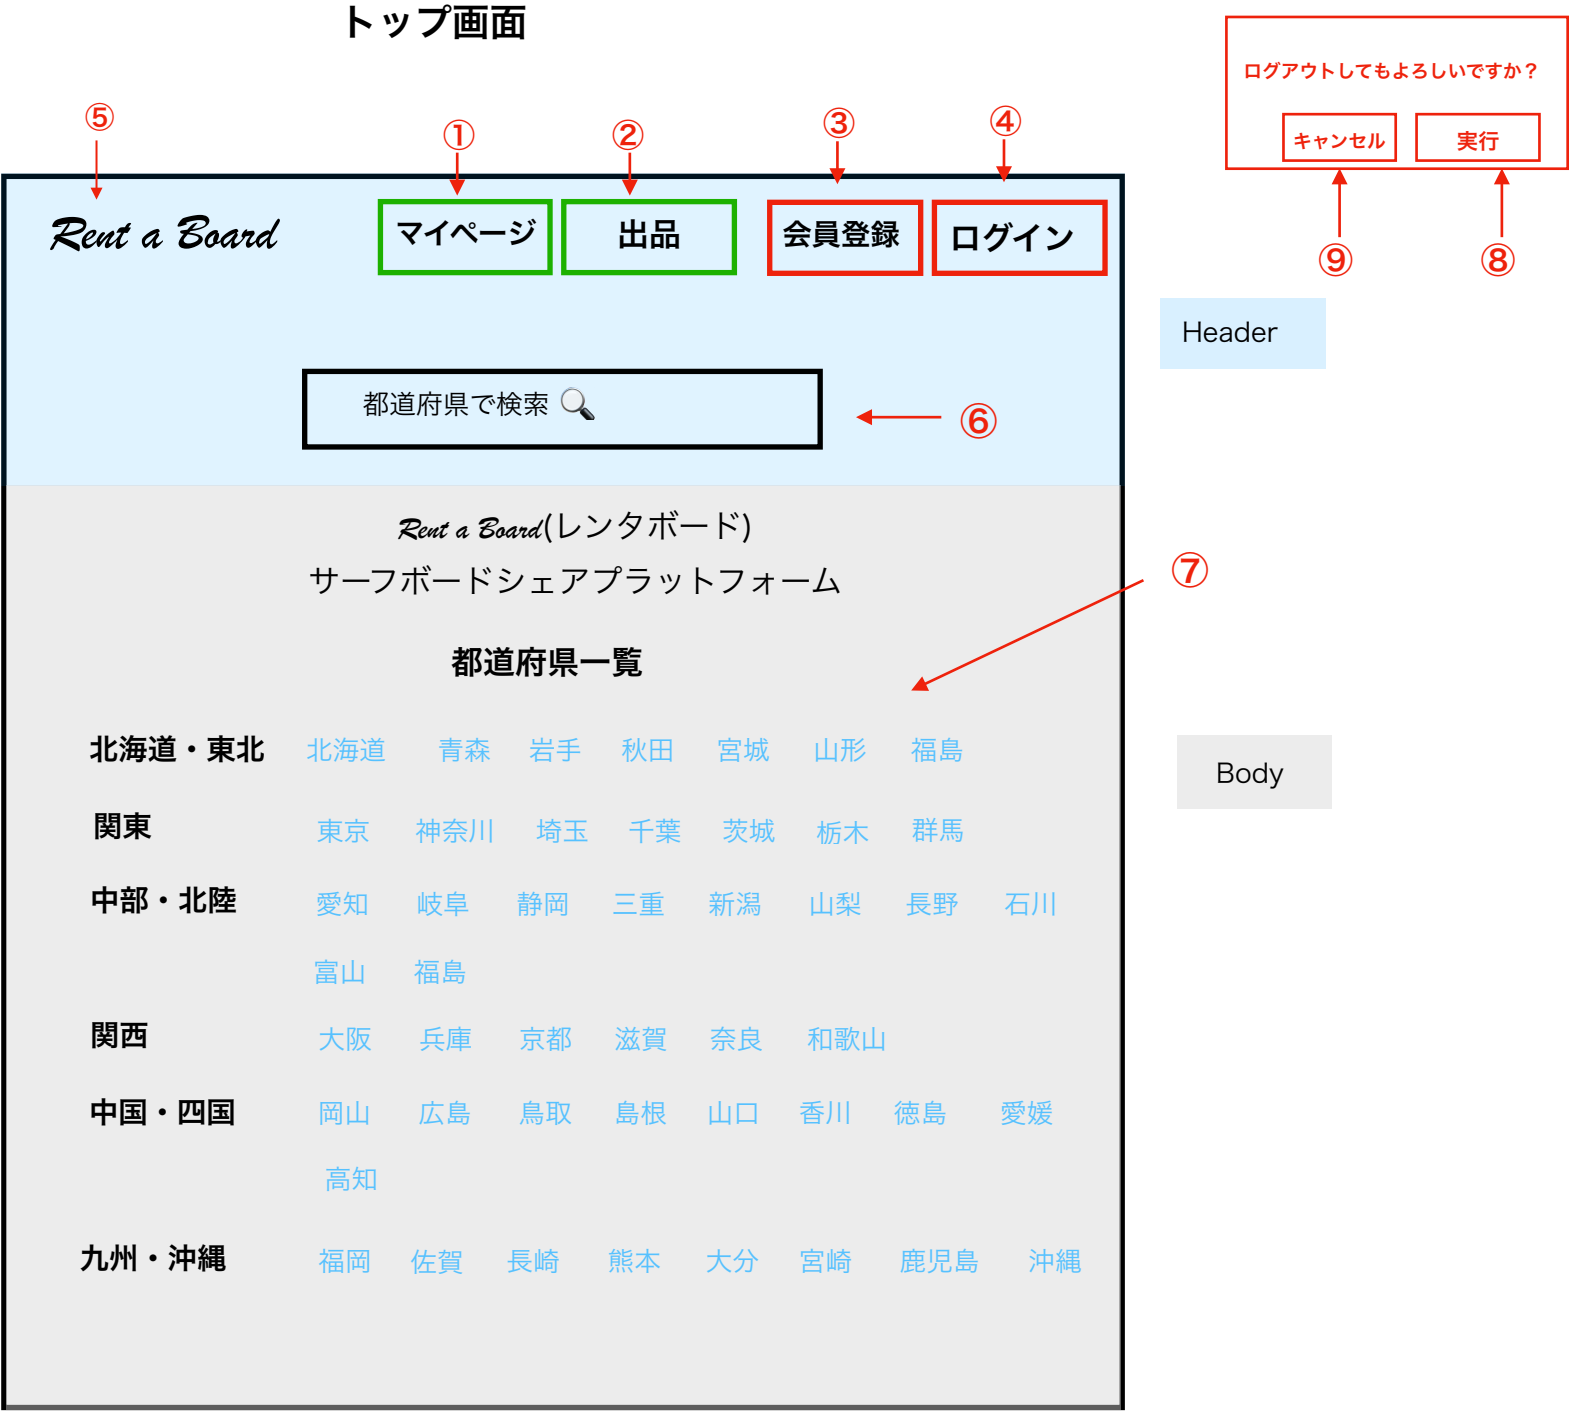 トップ画面
ログアウトしてもよろしいですか？
キャンセル 実行
⑤ ① ② ③ ④
⑨ ⑧
Rent a Board マイページ 出品 会員登録 ログイン
Header
都道府県で検索
⑥
Rent a Board(レンタボード)
サーフボードシェアプラットフォーム
⑦
都道府県一覧
北海道・東北 北海道 青森 岩手 秋田 宮城 山形 福島
Body
関東 東京 神奈川 埼玉 千葉 茨城 栃木 群馬
中部・北陸 愛知 岐阜 静岡 三重 新潟 山梨 長野 石川
富山 福島
関西 大阪 兵庫 京都 滋賀 奈良 和歌山
中国・四国 岡山 広島 鳥取 島根 山口 香川 徳島 愛媛
高知
九州・沖縄 福岡 佐賀 長崎 熊本 大分 宮崎 鹿児島 沖縄